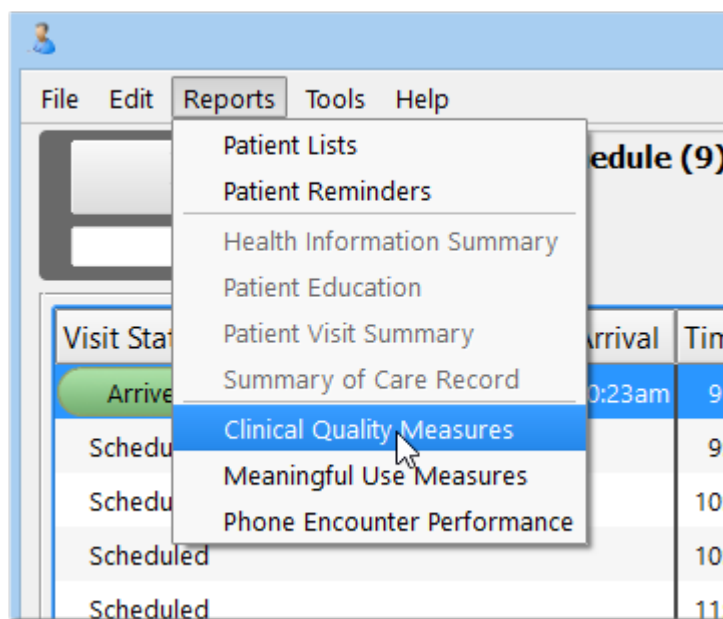 File Edit Reports Tools Help
Patient Lists
edule (9)
Patient Reminders
Health Information Summary
Patient Education
Visit Stat
Patient Visit Summary
rrival Tim
Summary of Care Record
Arrive
0:23am 9
Clinical Quality Measures
Schedu
9
Meaningful Use Measures
Schedu
10
Phone Encounter Performance
Scheduled
10
Scheduled
11